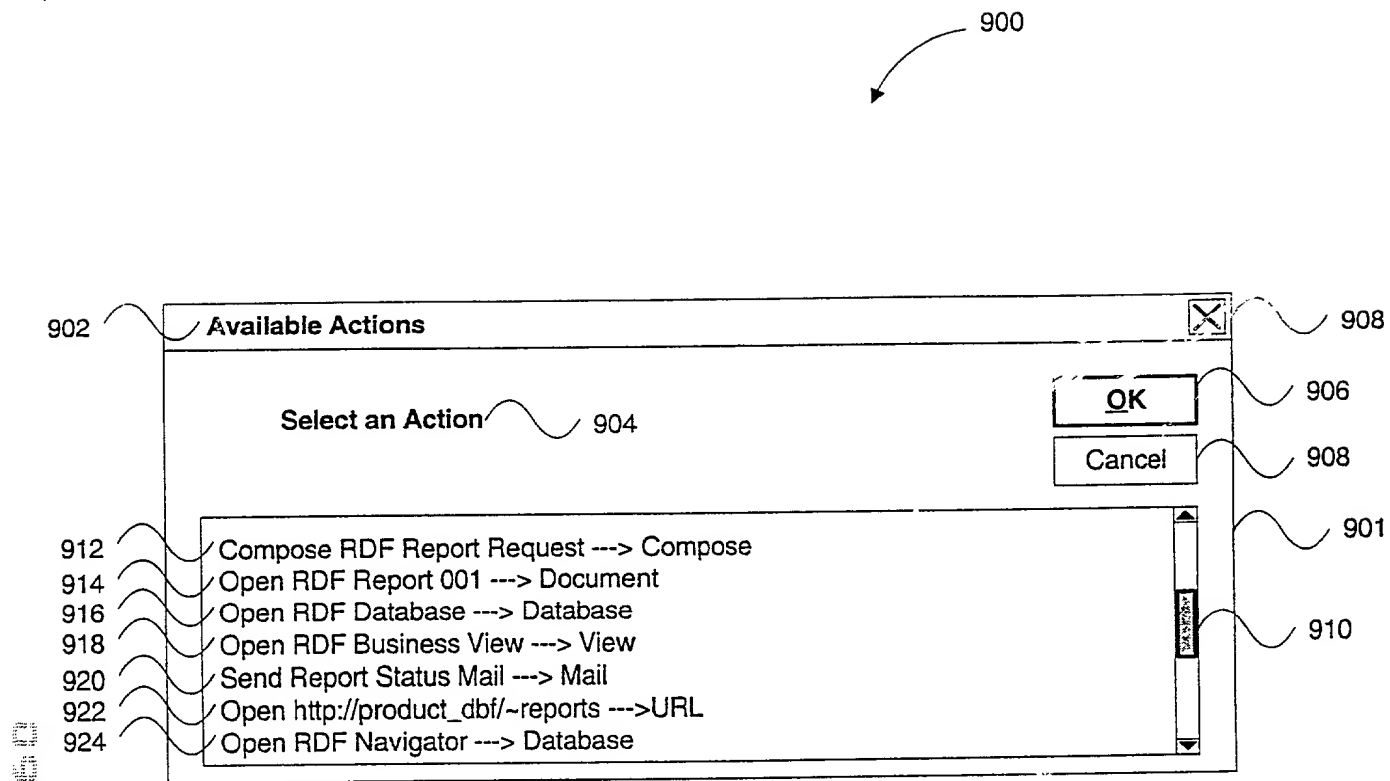 900
902 Available Actions 908
Select an Action 904 OK 906
Cancel 908
901
912 Compose RDF Report Request ---> Compose
914 Open RDF Report 001 ---> Document
916 Open RDF Database ---> Database
918 Open RDF Business View ---> View 910
920 Send Report Status Mail ---> Mail
922 Open http://product_dbf/~reports --->URL
924 Open RDF Navigator ---> Database